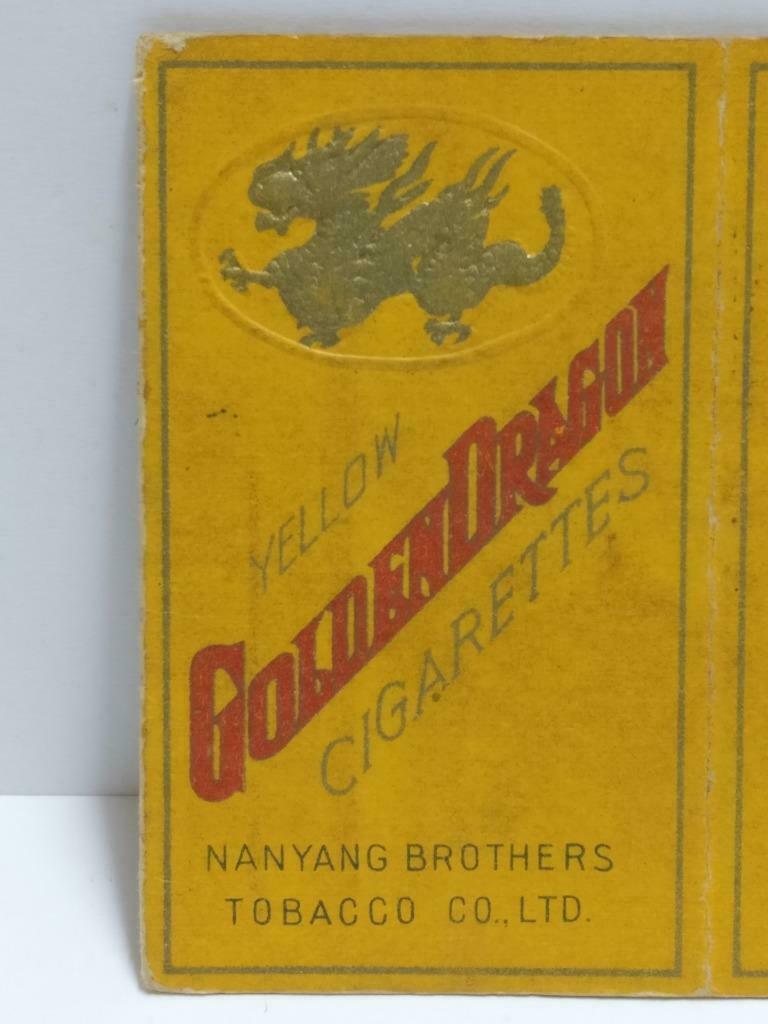 YELLOW
GOLDEN DRAGON
CIGARETTES
NANYANG BROTHERS
TOBACCO CO., LTD.